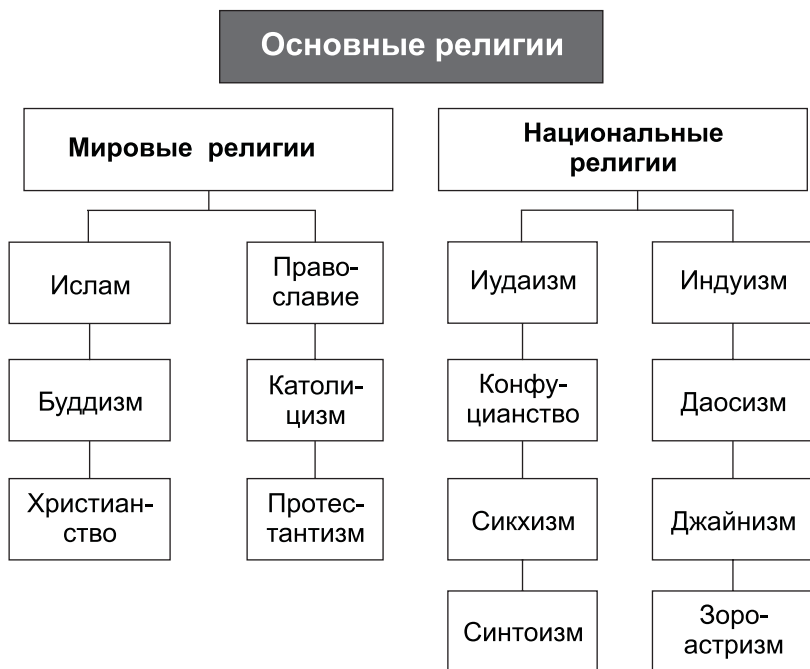 Основные религии
Мировые религии
Национальные
религии
Ислам
Право-
славие
Иудаизм
Индуизм
Буддизм
Католи-
цизм
Конфу-
цианство
Даосизм
Христиан-
ство
Протес-
тантизм
Сикхизм
Джайнизм
Синтоизм
Зоро-
астризм